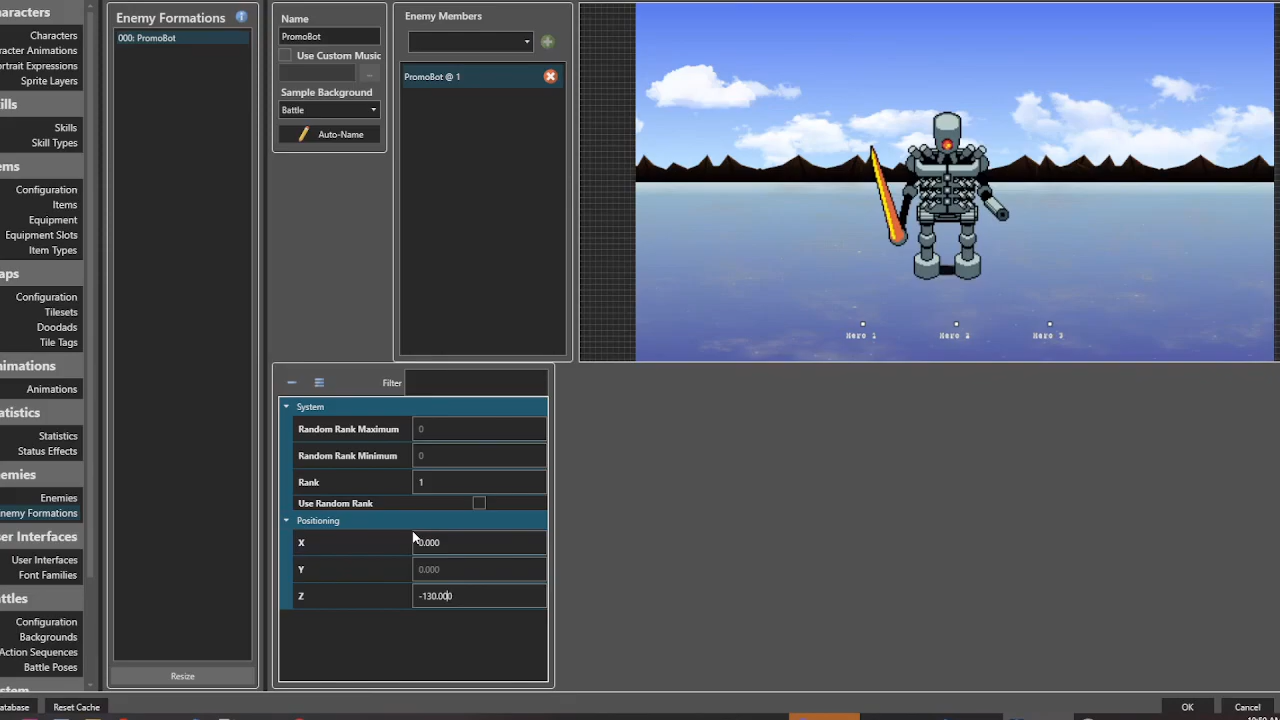 haracters
Characters
racter Animations
ortrait Expressions
Sprite Layers
kills
Skills
Skill Types
ems
Configuration
Items
Equipment
Equipment Slots
Item Types
aps
Configuration
Tilesets
Doodads
Tile Tags
nimations
Animations
atistics
Statistics
Status Effects
nemies
Enemies
nemy Formations
ser Interfaces
User Interfaces
Font Families
attles
Configuration
Backgrounds
Action Sequences
Battle Poses
Enemy Formations
000: PromoBot
Resize
Name
PromoBot
Use Custom Music
...
Sample Background
Battle
Auto-Name
Enemy Members
PromoBot @ 1
Hero 1 Hero 2 Hero 3
Filter
System
Random Rank Maximum 0
Random Rank Minimum 0
Rank 1
Use Random Rank
Positioning
X 0.000
Y 0.000
Z -130.000
atabase Reset Cache
OK Cancel